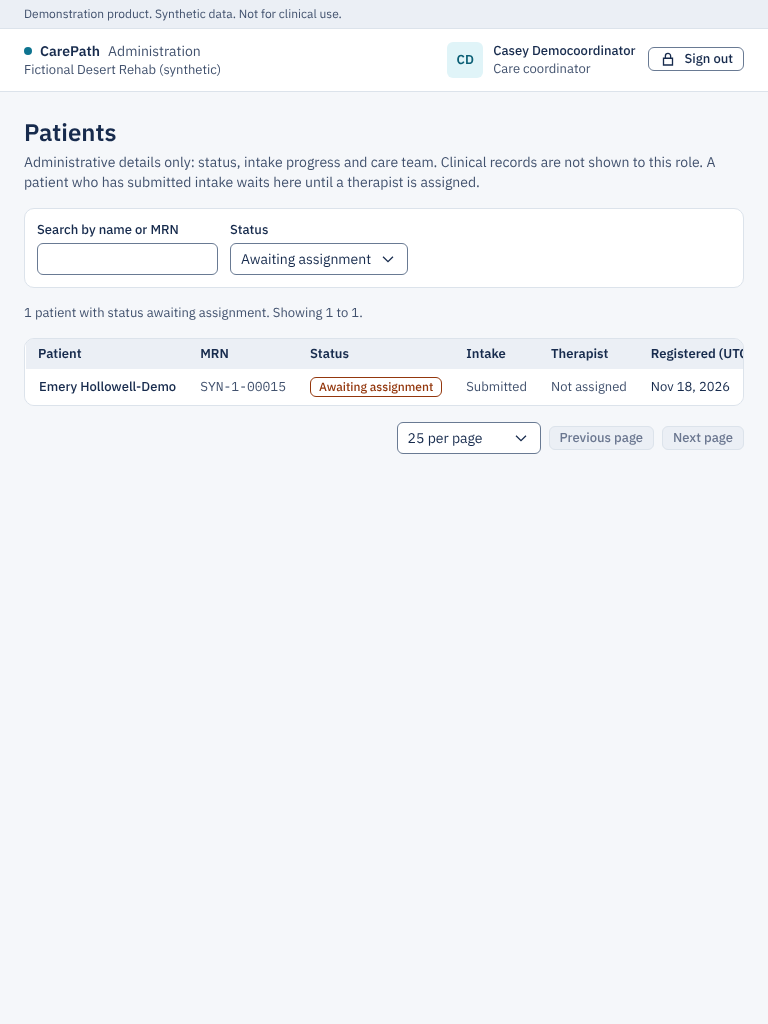 Demonstration product. Synthetic data. Not for clinical use.
CarePath Administration
Fictional Desert Rehab (synthetic)
CD
Casey Democoordinator
Care coordinator
Sign out
Patients
Administrative details only: status, intake progress and care team. Clinical records are not shown to this role. A
patient who has submitted intake waits here until a therapist is assigned.
Search by name or MRN
Status
Awaiting assignment
1 patient with status awaiting assignment. Showing 1 to 1.
Patient MRN Status Intake Therapist Registered (UTC
Emery Hollowell-Demo SYN-1-00015 Awaiting assignment Submitted Not assigned Nov 18, 2026
25 per page Previous page Next page